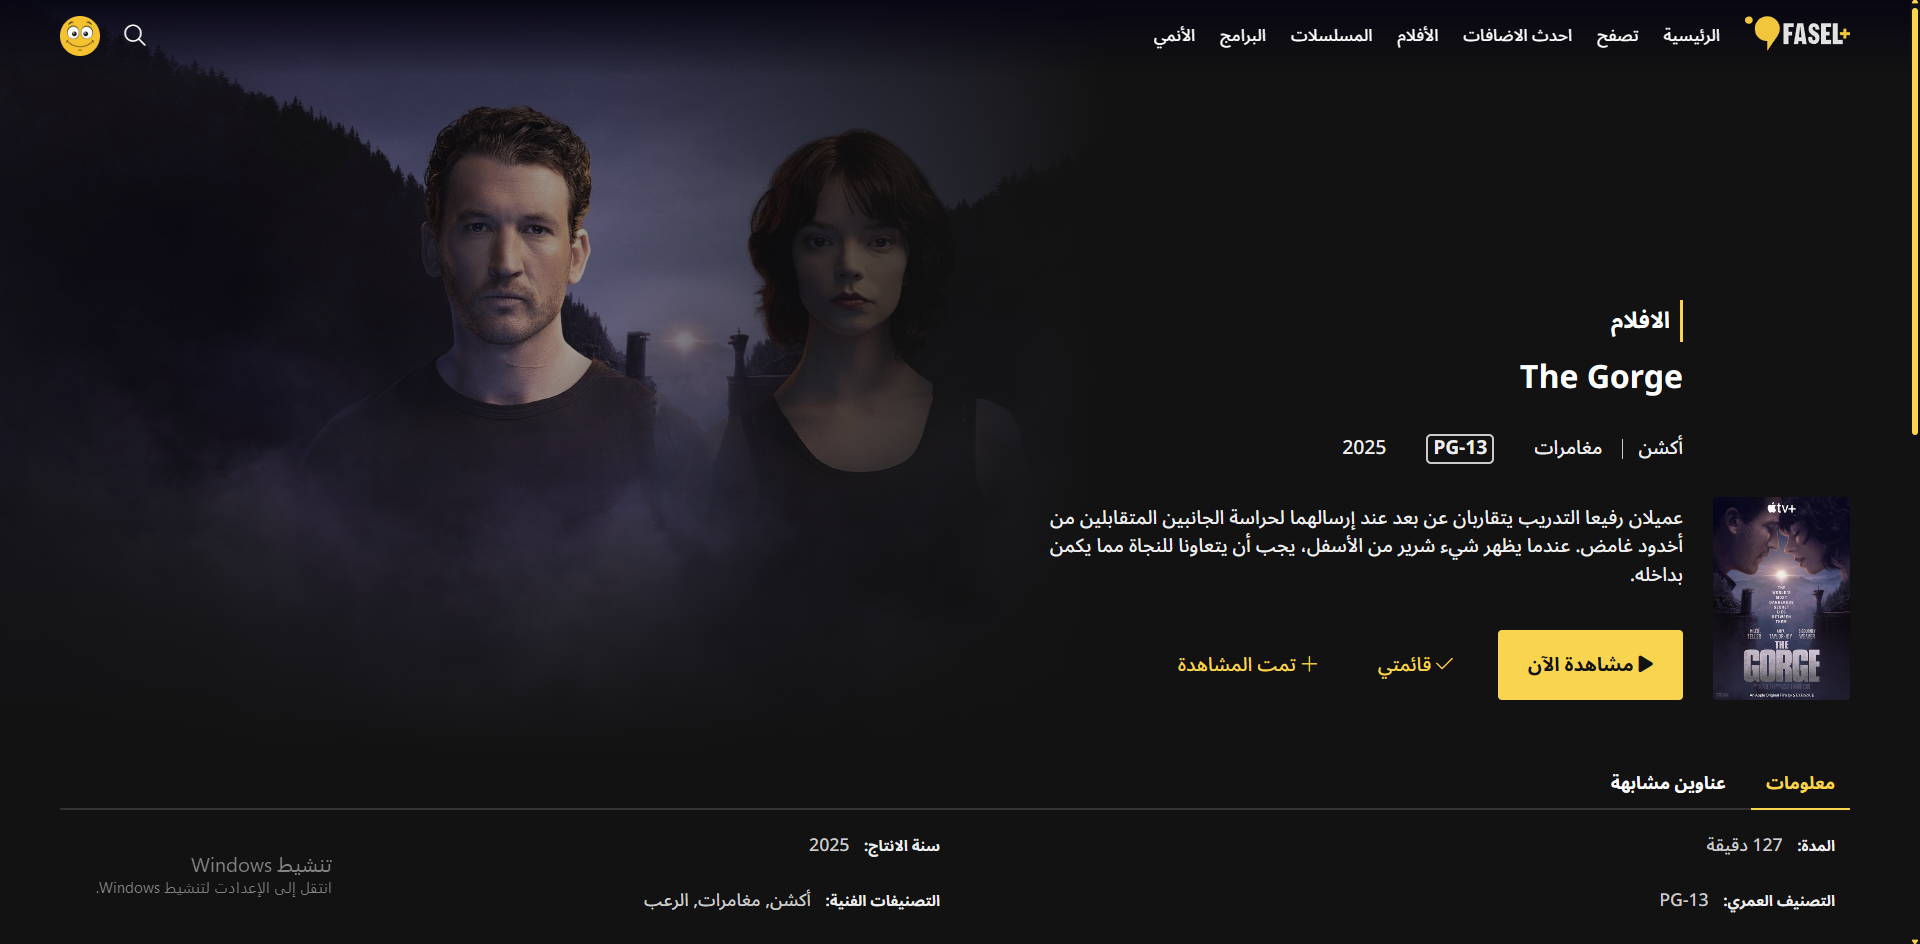 FASEL+
الرئيسية
تصفح
احدث الاضافات
الأفلام
المسلسلات
البرامج
الأنمي
الافلام
The Gorge
أكشن
مغامرات
PG-13
2025
عميلان رفيعا التدريب يتقاربان عن بعد عند إرسالهما لحراسة الجانبين المتقابلين من
أخدود غامض. عندما يظهر شيء شرير من الأسفل، يجب أن يتعاونا للنجاة مما يكمن
بداخله.
tv+
THE
GORGE
مشاهدة الآن
قائمتي
تمت المشاهدة
معلومات
عناوين مشابهة
المدة: 127 دقيقة
سنة الانتاج: 2025
التصنيف العمري: PG-13
التصنيفات الفنية: أكشن, مغامرات, الرعب
تنشيط Windows
انتقل إلى الإعدادت لتنشيط Windows.